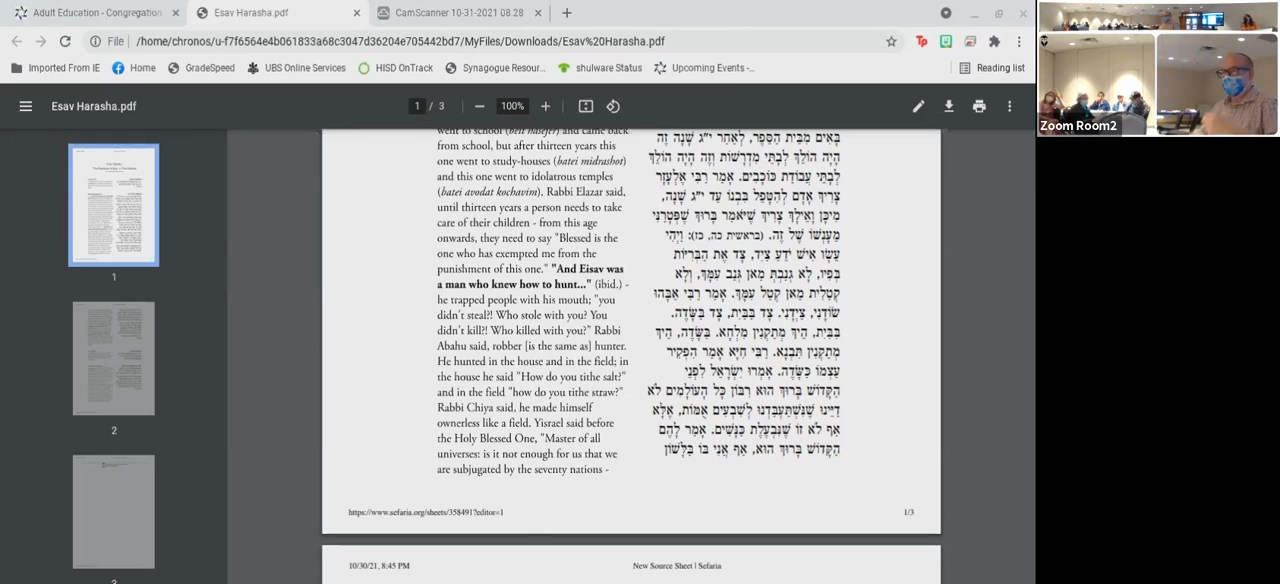 Adult Education - Congregation
Esav Harasha.pdf
CamScanner 10-31-2021 08.28
File
/home/chronos/u-f7f6564e4b061833a68c3047d36204e705442bd7/MyFiles/Downloads/Esav%20Harasha.pdf
Imported From IE
Home
GradeSpeed
UBS Online Services
HISD OnTrack
Synagogue Resour...
shulware Status
Upcoming Events -...
Reading list
Esav Harasha.pdf
1 / 3
100%
1
2
3
went to school (beit hasefer) and came back
from school, but after thirteen years this
one went to study-houses (batei midrashot)
and this one went to idolatrous temples
(batei avodat kochavim). Rabbi Elazar said,
until thirteen years a person needs to take
care of their children - from this age
onwards, they need to say "Blessed is the
one who has exempted me from the
punishment of this one." "And Eisav was
a man who knew how to hunt..." (ibid.) -
he trapped people with his mouth; "you
didn't steal?! Who stole with you? You
didn't kill?! Who killed with you?" Rabbi
Abahu said, robber [is the same as] hunter.
He hunted in the house and in the field; in
the house he said "How do you tithe salt?"
and in the field "how do you tithe straw?"
Rabbi Chiya said, he made himself
ownerless like a field. Yisrael said before
the Holy Blessed One, "Master of all
universes: is it not enough for us that we
are subjugated by the seventy nations -
בָּאִים מִבֵּית הַסֵּפֶר, לְאַחַר י"ג שָׁנָה זֶה
הָיָה הוֹלֵךְ לְבָתֵּי מִדְרָשׁוֹת וְזֶה הָיָה הוֹלֵךְ
לְבָתֵּי עֲבוֹדַת כּוֹכָבִים. אָמַר רַבִּי אֶלְעָזָר
צָרִיךְ אָדָם לְהִטָּפֵל בִּבְנוֹ עַד י"ג שָׁנָה,
מִיכָּן וָאֵילָךְ צָרִיךְ שֶׁיֹּאמַר בָּרוּךְ שֶׁפְּטָרַנִי
מֵעָנְשׁוֹ שֶׁל זֶה. (בראשית כה, כז): וַיְהִי
עֵשָׂו אִישׁ יֹדֵעַ צַיִד, צָד אֶת הַבְּרִיּוֹת
בְּפִיו, לָא גְנַבְתְּ מַאן גְּנַב עִמָּךְ, וְלָא
קְטַלִית מַאן קְטַל עִמָּךְ. אָמַר רַבִּי אַבָּהוּ
שׁוֹדָנִי, צֵידָנִי. צָד בַּבַּיִת, צָד בַּשָּׂדֶה.
בַּבַּיִת, הֵיךְ מְתַקְּנִין מִלְחָא. בַּשָּׂדֶה, הֵיךְ
מְתַקְּנִין תִּבְנָא. רַבִּי חִיָּא אָמַר הִפְקִיר
עַצְמוֹ כַּשָּׂדֶה. אָמְרוּ יִשְׂרָאֵל לִפְנֵי
הַקָּדוֹשׁ בָּרוּךְ הוּא רִבּוֹן כָּל הָעוֹלָמִים לֹא
דַיֵּינוּ שֶׁנִּשְׁתַּעְבַּדְנוּ לְשִׁבְעִים אֻמּוֹת, אֶלָּא
אַף לֹא זוֹ שֶׁנִּבְעֶלֶת כַּנָּשִׁים. אָמַר לָהֶם
הַקָּדוֹשׁ בָּרוּךְ הוּא, אַף אֲנִי בּוֹ בַּלָּשׁוֹן
https://www.sefaria.org/sheets/358491?editor=1
1/3
10/30/21, 8:45 PM
New Source Sheet | Sefaria
Zoom Room2